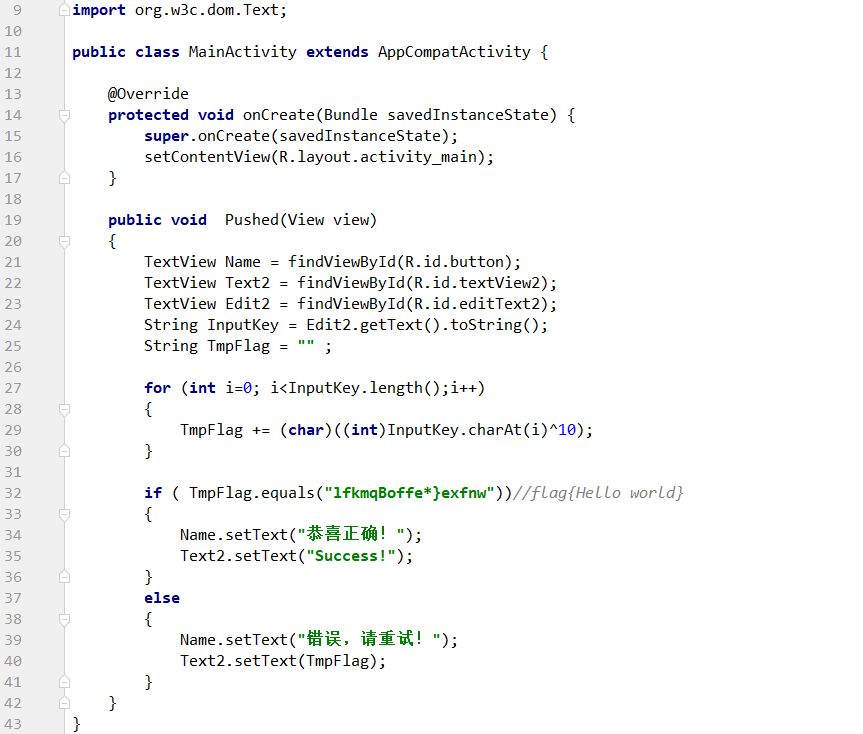 9 import org.w3c.dom.Text;
10
11 public class MainActivity extends AppCompatActivity {
12
13 @Override
14 protected void onCreate(Bundle savedInstanceState) {
15 super.onCreate(savedInstanceState);
16 setContentView(R.layout.activity_main);
17 }
18
19 public void  Pushed(View view)
20 {
21 TextView Name = findViewById(R.id.button);
22 TextView Text2 = findViewById(R.id.textView2);
23 TextView Edit2 = findViewById(R.id.editText2);
24 String InputKey = Edit2.getText().toString();
25 String TmpFlag = "" ;
26
27 for (int i=0; i<InputKey.length();i++)
28 {
29 TmpFlag += (char)((int)InputKey.charAt(i)^10);
30 }
31
32 if ( TmpFlag.equals("lfkmqBoffe*}exfnw"))//flag{Hello world}
33 {
34 Name.setText("恭喜正确！");
35 Text2.setText("Success!");
36 }
37 else
38 {
39 Name.setText("错误，请重试！");
40 Text2.setText(TmpFlag);
41 }
42 }
43 }